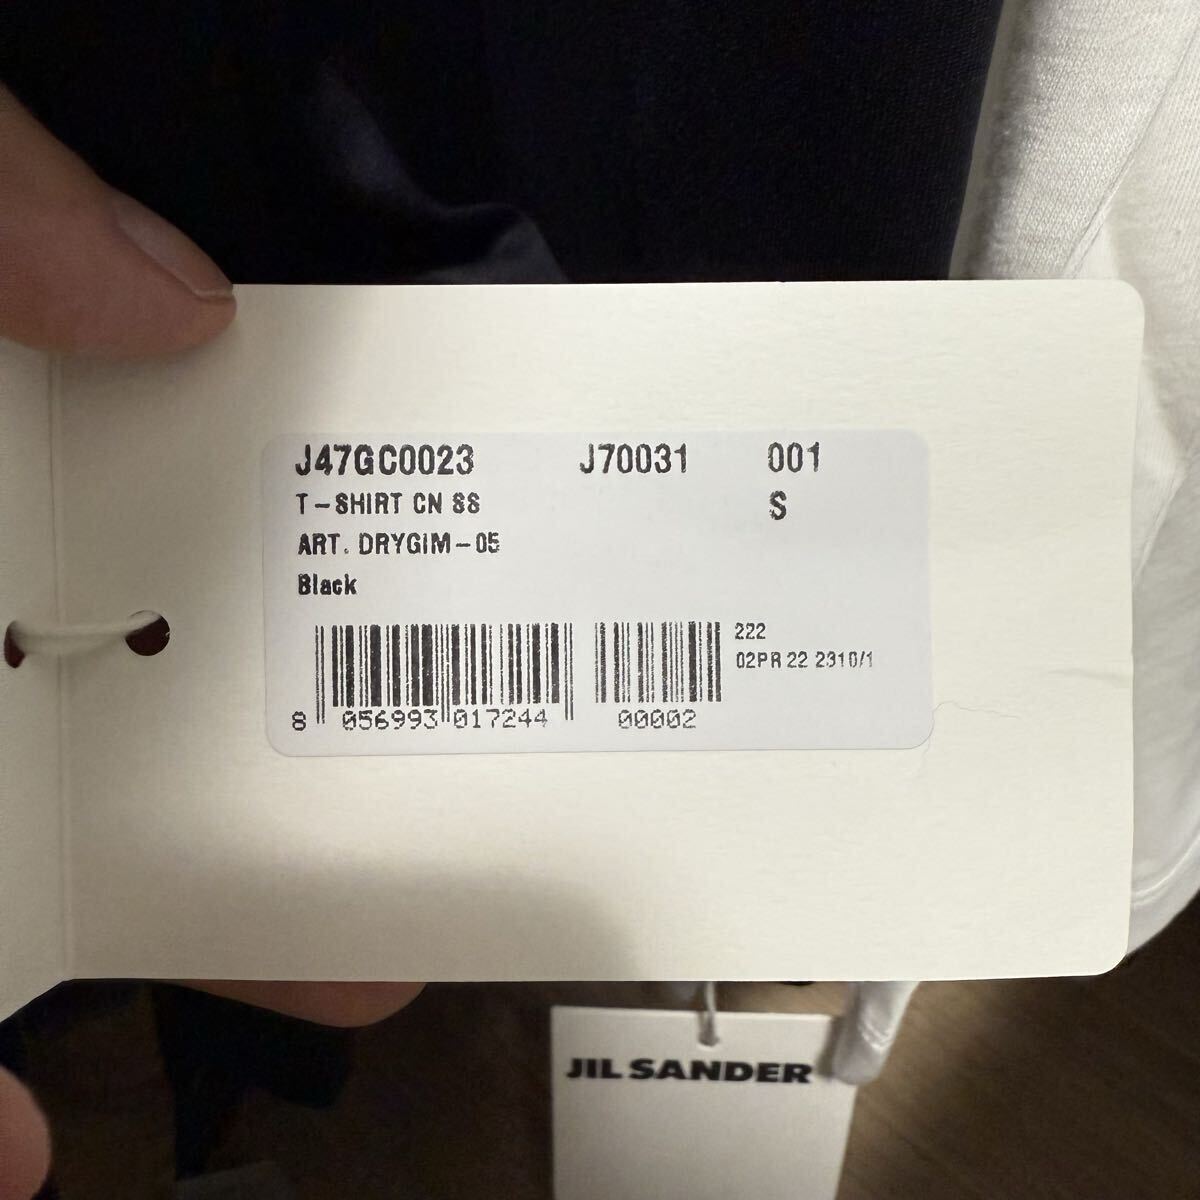 J47GC0023 J70031 001
T-SHIRT CN SS S
ART. DRYGIM-05
Black
222
02PR 22 2310/1
8 056993 017244 00002
JIL SANDER